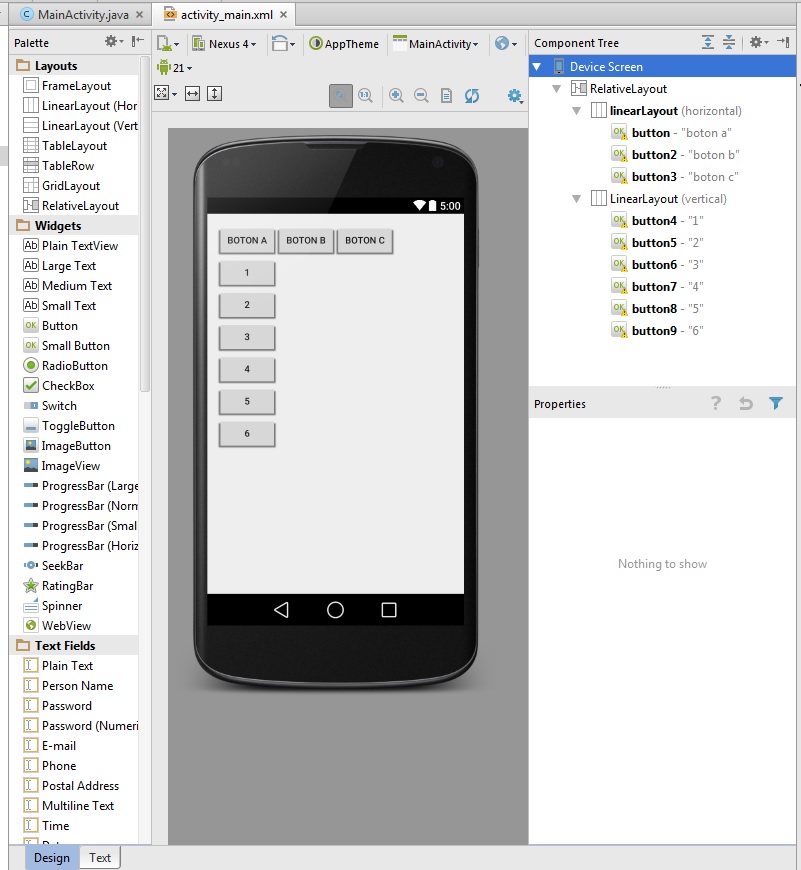 MainActivity.java
activity_main.xml
Palette
Nexus 4
AppTheme
MainActivity
21
Component Tree
Layouts
FrameLayout
LinearLayout (Hor
LinearLayout (Vert
TableLayout
TableRow
GridLayout
RelativeLayout
Widgets
Plain TextView
Large Text
Medium Text
Small Text
Button
Small Button
RadioButton
CheckBox
Switch
ToggleButton
ImageButton
ImageView
ProgressBar (Large
ProgressBar (Norm
ProgressBar (Smal
ProgressBar (Horiz
SeekBar
RatingBar
Spinner
WebView
Text Fields
Plain Text
Person Name
Password
Password (Numeri
E-mail
Phone
Postal Address
Multiline Text
Time
5:00
BOTON A BOTON B BOTON C
1
2
3
4
5
6
Device Screen
RelativeLayout
linearLayout (horizontal)
button - "boton a"
button2 - "boton b"
button3 - "boton c"
LinearLayout (vertical)
button4 - "1"
button5 - "2"
button6 - "3"
button7 - "4"
button8 - "5"
button9 - "6"
Properties
?
Nothing to show
Design
Text